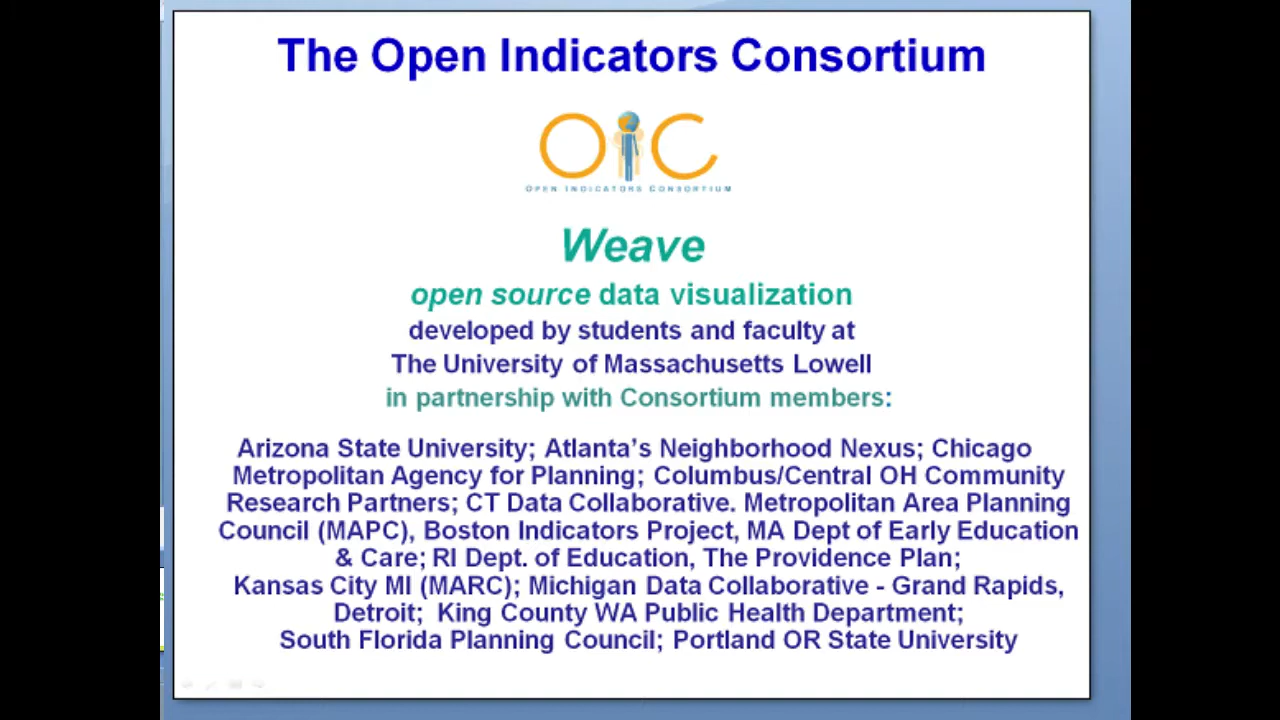 The Open Indicators Consortium
OiC
OPEN INDICATORS CONSORTIUM
Weave
open source data visualization
developed by students and faculty at
The University of Massachusetts Lowell
in partnership with Consortium members:
Arizona State University; Atlanta's Neighborhood Nexus; Chicago
Metropolitan Agency for Planning; Columbus/Central OH Community
Research Partners; CT Data Collaborative. Metropolitan Area Planning
Council (MAPC), Boston Indicators Project, MA Dept of Early Education
& Care; RI Dept. of Education, The Providence Plan;
Kansas City MI (MARC); Michigan Data Collaborative - Grand Rapids,
Detroit; King County WA Public Health Department;
South Florida Planning Council; Portland OR State University